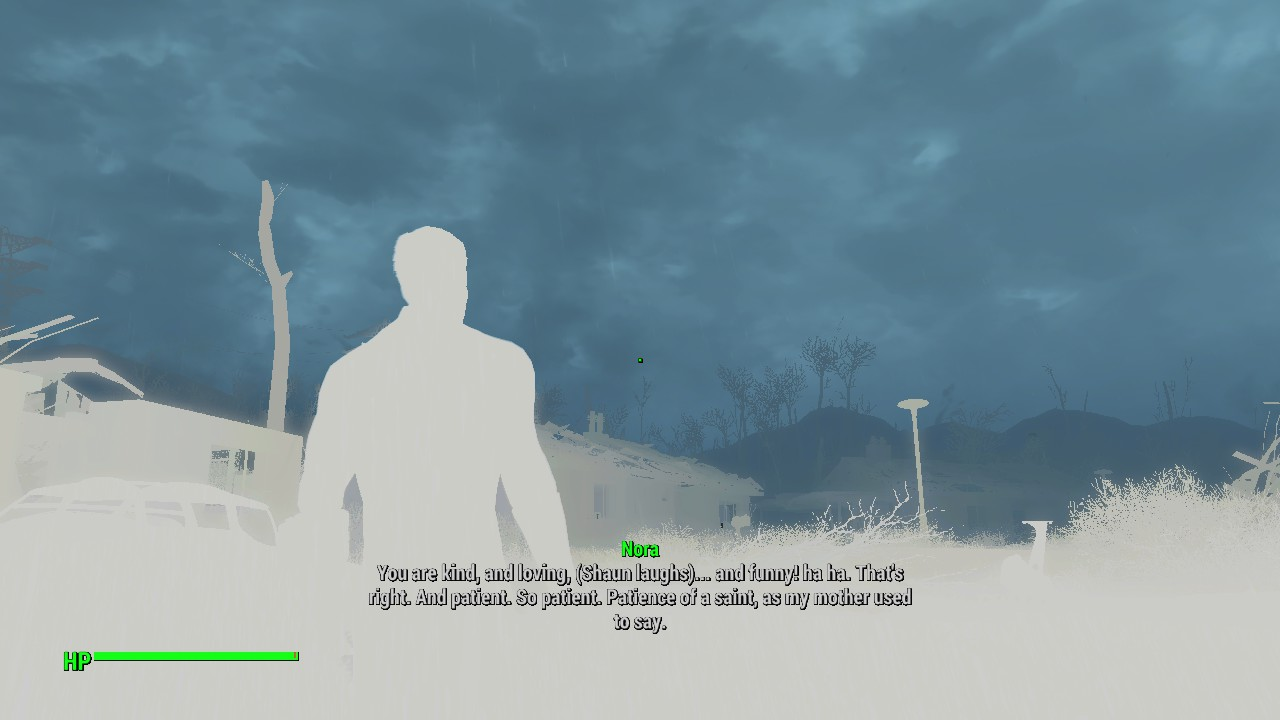 Nora
You are kind, and loving, (Shaun laughs)... and funny! ha ha. That's
right. And patient. So patient. Patience of a saint, as my mother used
to say.
HP